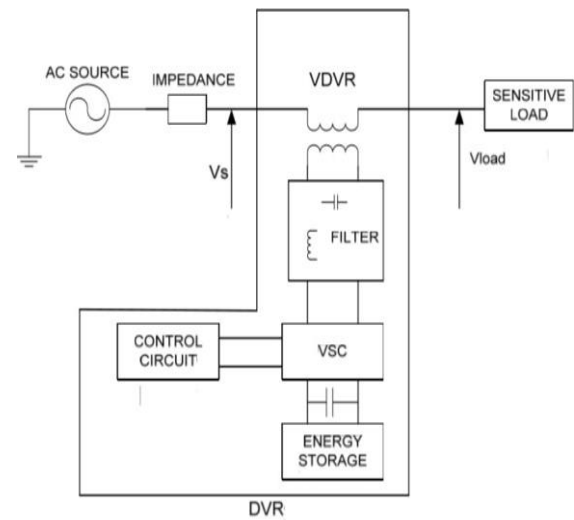 AC SOURCE
IMPEDANCE
VDVR
SENSITIVE
LOAD
Vs
Vload
FILTER
CONTROL
CIRCUIT
VSC
ENERGY
STORAGE
DVR